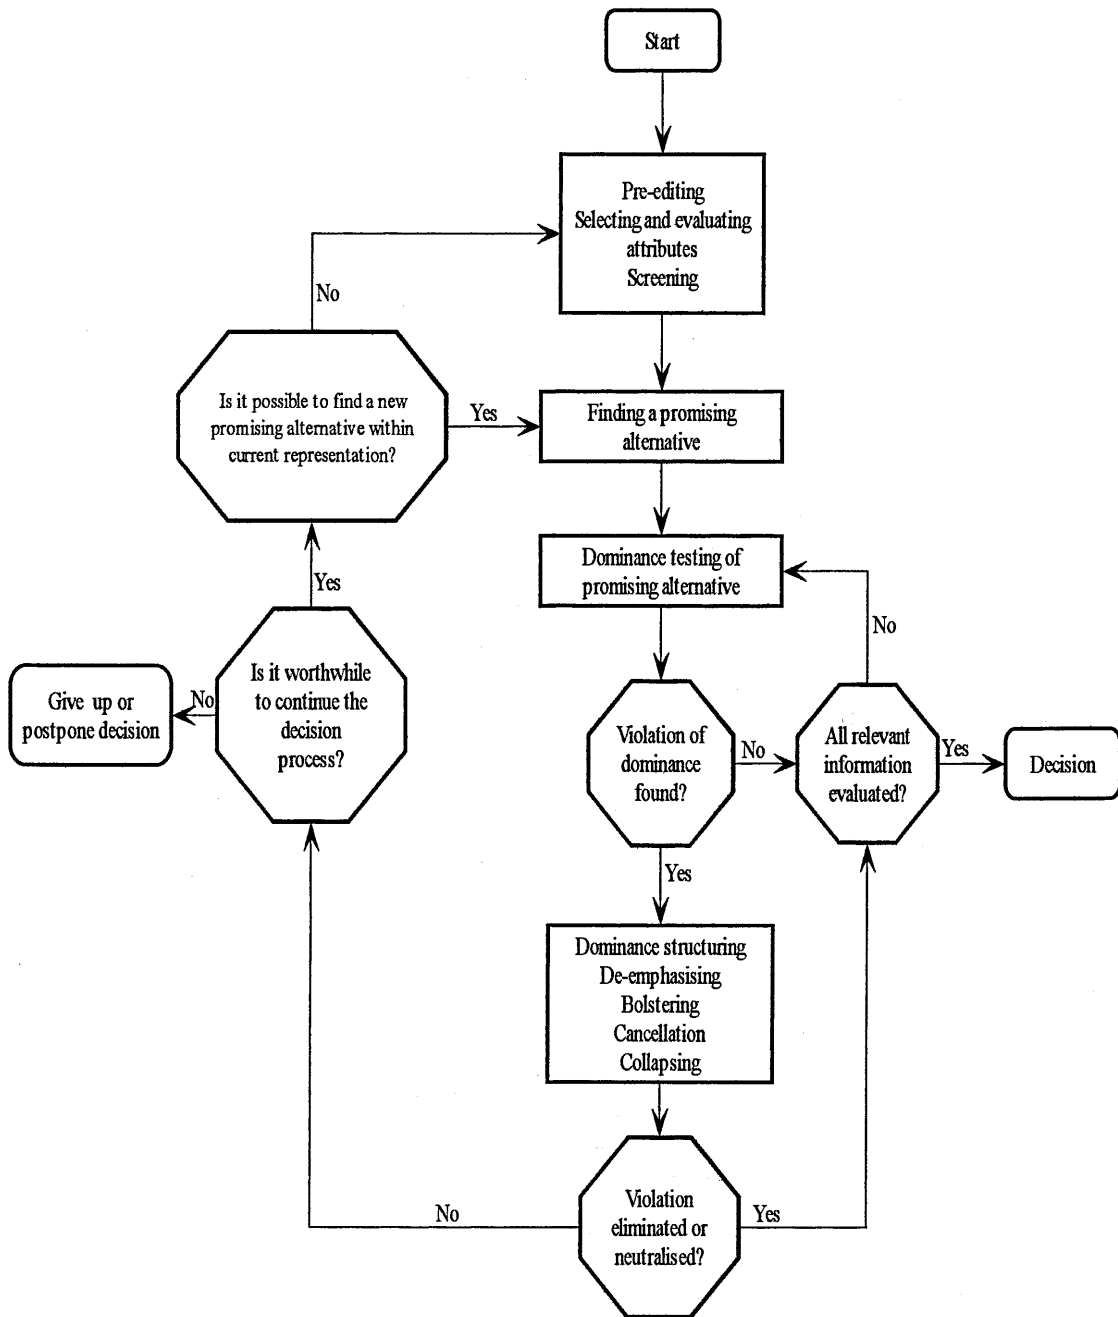 Start
Pre-editing
Selecting and evaluating
attributes
Screening
No
Is it possible to find a new
promising alternative within
current representation?
Yes
Finding a promising
alternative
Dominance testing of
promising alternative
Yes
No
Give up or
postpone decision
No
Is it worthwhile
to continue the
decision
process?
Violation of
dominance
found?
No
All relevant
information
evaluated?
Yes
Decision
Yes
Dominance structuring
De-emphasising
Bolstering
Cancellation
Collapsing
No
Violation
eliminated or
neutralised?
Yes